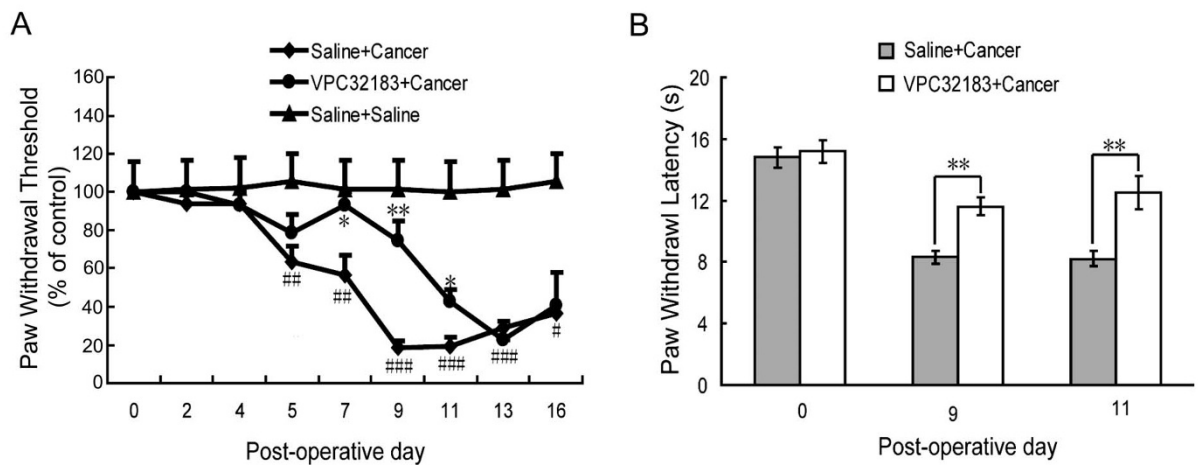 A
Saline+Cancer
VPC32183+Cancer
Saline+Saline
Paw Withdrawal Threshold
(% of control)
160
140
120
100
80
60
40
20
0
*
**
*
##
##
###
###
###
#
0 2 4 5 7 9 11 13 16
Post-operative day
B
Saline+Cancer
VPC32183+Cancer
Paw Withdrawl Latency (s)
20
16
12
8
4
0
**
**
0 9 11
Post-operative day